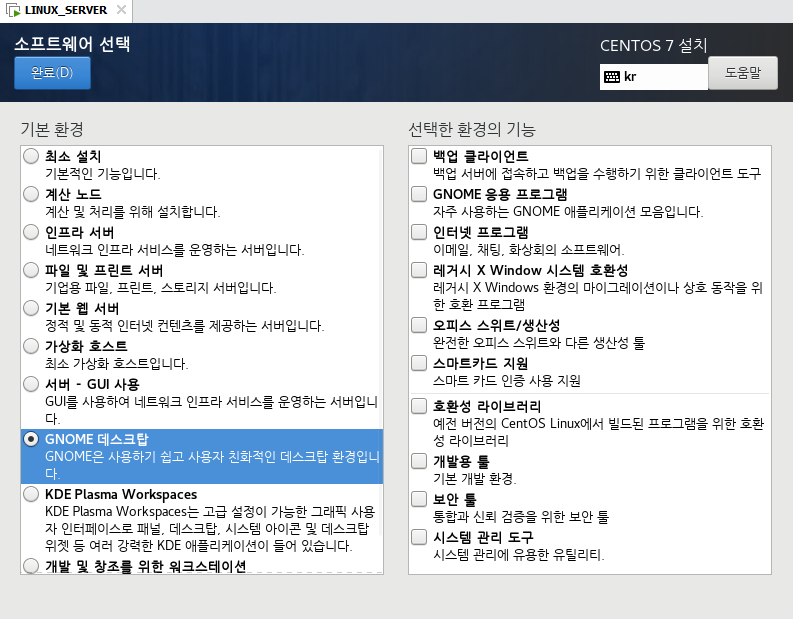 LINUX_SERVER
소프트웨어 선택
CENTOS 7 설치
완료(D)
kr
도움말
기본 환경
최소 설치
기본적인 기능입니다.
계산 노드
계산 및 처리를 위해 설치합니다.
인프라 서버
네트워크 인프라 서비스를 운영하는 서버입니다.
파일 및 프린트 서버
기업용 파일, 프린트, 스토리지 서버입니다.
기본 웹 서버
정적 및 동적 인터넷 컨텐츠를 제공하는 서버입니다.
가상화 호스트
최소 가상화 호스트입니다.
서버 - GUI 사용
GUI를 사용하여 네트워크 인프라 서비스를 운영하는 서버입니
다.
GNOME 데스크탑
GNOME은 사용하기 쉽고 사용자 친화적인 데스크탑 환경입니
다.
KDE Plasma Workspaces
KDE Plasma Workspaces는 고급 설정이 가능한 그래픽 사용
자 인터페이스로 패널, 데스크탑, 시스템 아이콘 및 데스크탑
위젯 등 여러 강력한 KDE 애플리케이션이 들어 있습니다.
개발 및 창조를 위한 워크스테이션
선택한 환경의 기능
백업 클라이언트
백업 서버에 접속하고 백업을 수행하기 위한 클라이언트 도구
GNOME 응용 프로그램
자주 사용하는 GNOME 애플리케이션 모음입니다.
인터넷 프로그램
이메일, 채팅, 화상회의 소프트웨어.
레거시 X Window 시스템 호환성
레거시 X Windows 환경의 마이그레이션이나 상호 동작을 위
한 호환 프로그램
오피스 스위트/생산성
완전한 오피스 스위트와 다른 생산성 툴
스마트카드 지원
스마트 카드 인증 사용 지원
호환성 라이브러리
예전 버전의 CentOS Linux에서 빌드된 프로그램을 위한 호환
성 라이브러리
개발용 툴
기본 개발 환경.
보안 툴
통합과 신뢰 검증을 위한 보안 툴
시스템 관리 도구
시스템 관리에 유용한 유틸리티.